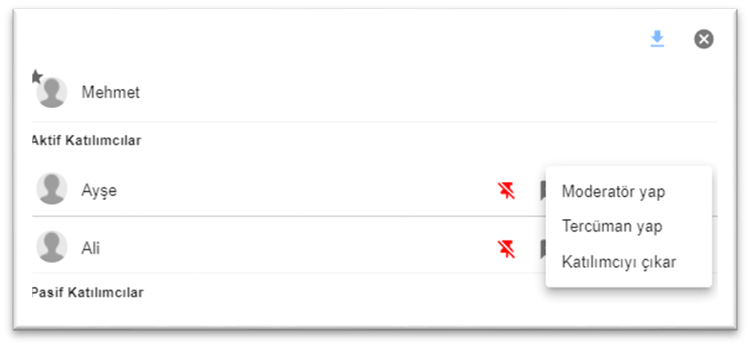 Mehmet
Aktif Katılımcılar
Ayşe
Moderatör yap
Tercüman yap
Ali
Katılımcıyı çıkar
Pasif Katılımcılar